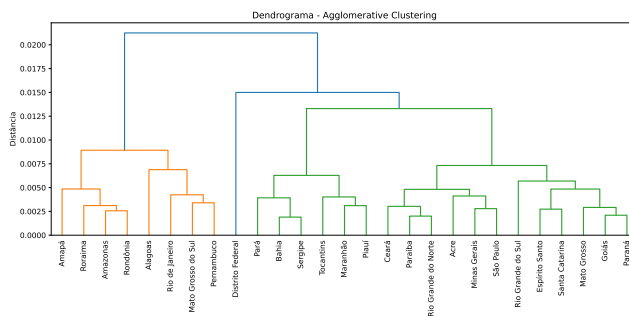 Dendrograma - Agglomerative Clustering
Distância
0.0200
0.0175
0.0150
0.0125
0.0100
0.0075
0.0050
0.0025
0.0000
Amapá
Roraima
Amazonas
Rondônia
Alagoas
Rio de Janeiro
Mato Grosso do Sul
Pernambuco
Distrito Federal
Pará
Bahia
Sergipe
Tocantins
Maranhão
Piauí
Ceará
Paraíba
Rio Grande do Norte
Acre
Minas Gerais
São Paulo
Rio Grande do Sul
Espírito Santo
Santa Catarina
Mato Grosso
Goiás
Paraná